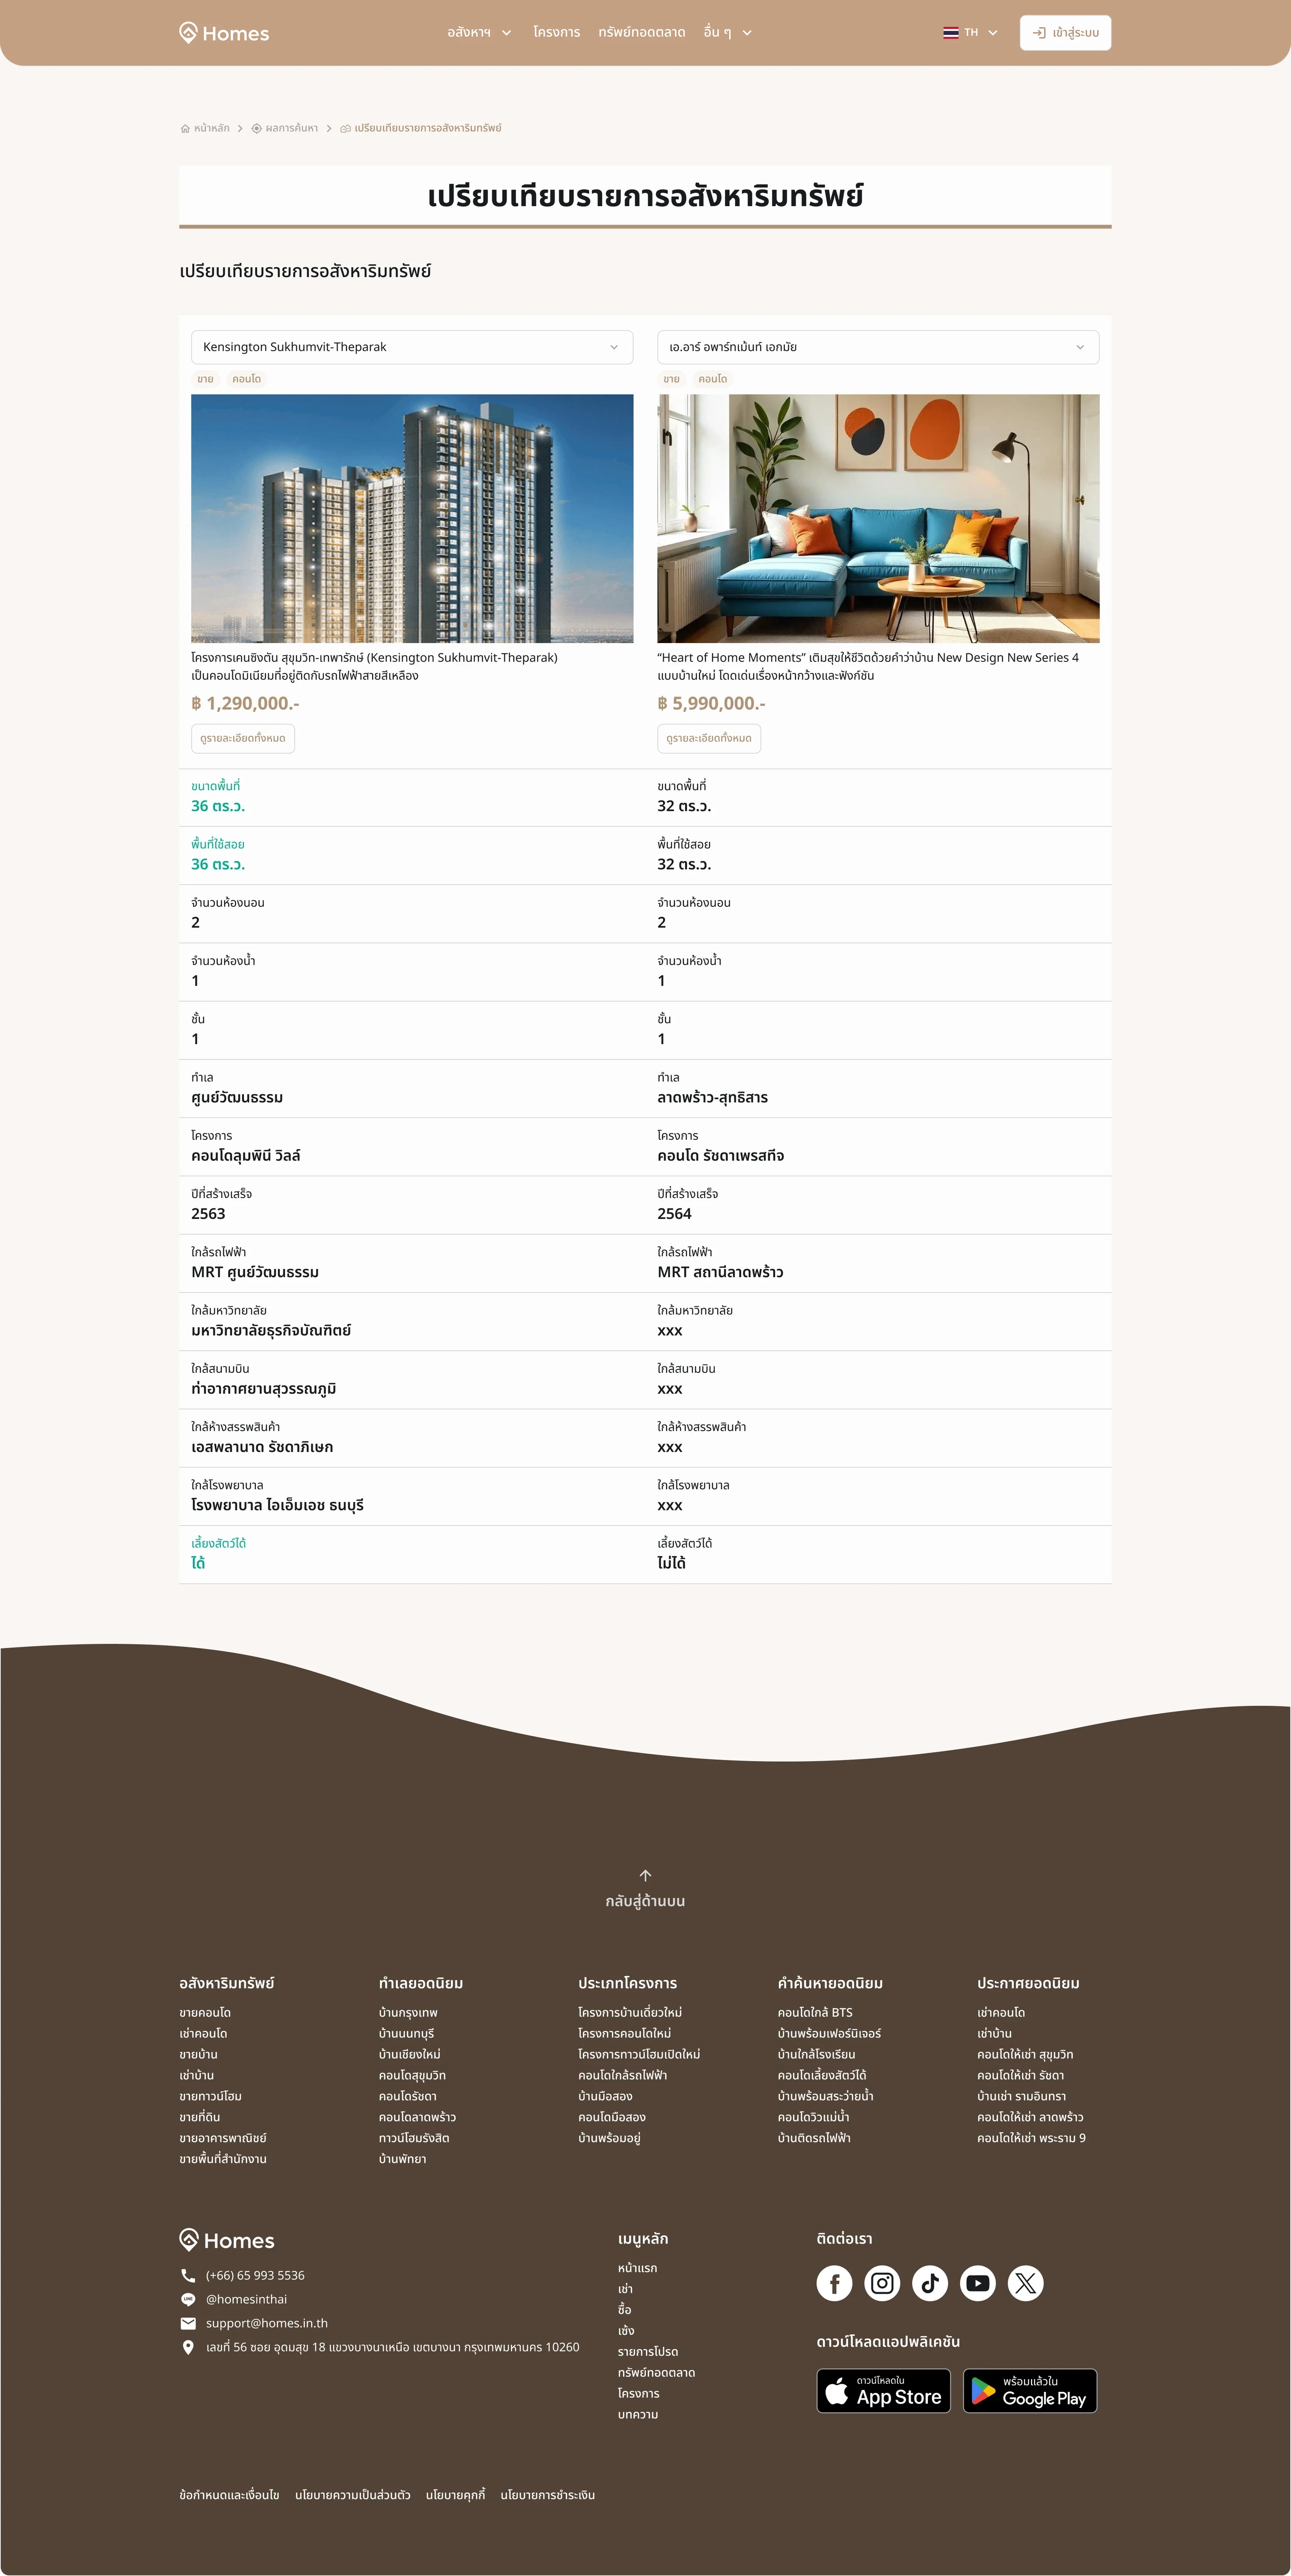 Homes
อสังหาฯ โครงการ ทรัพย์ทอดตลาด อื่น ๆ
TH
เข้าสู่ระบบ
หน้าหลัก ผลการค้นหา เปรียบเทียบรายการอสังหาริมทรัพย์
เปรียบเทียบรายการอสังหาริมทรัพย์
เปรียบเทียบรายการอสังหาริมทรัพย์
Kensington Sukhumvit-Theparak
เอ.อาร์ อพาร์ทเม้นท์ เอกมัย
ขาย คอนโด
ขาย คอนโด
โครงการเคนซิงตัน สุขุมวิท-เทพารักษ์ (Kensington Sukhumvit-Theparak)
เป็นคอนโดมิเนียมที่อยู่ติดกับรถไฟฟ้าสายสีเหลือง
฿ 1,290,000.-
ดูรายละเอียดทั้งหมด
“Heart of Home Moments” เติมสุขให้ชีวิตด้วยคำว่าบ้าน New Design New Series 4
แบบบ้านใหม่ โดดเด่นเรื่องหน้ากว้างและฟังก์ชัน
฿ 5,990,000.-
ดูรายละเอียดทั้งหมด
ขนาดพื้นที่ ขนาดพื้นที่
36 ตร.ว. 32 ตร.ว.
พื้นที่ใช้สอย พื้นที่ใช้สอย
36 ตร.ว. 32 ตร.ว.
จำนวนห้องนอน จำนวนห้องนอน
2 2
จำนวนห้องน้ำ จำนวนห้องน้ำ
1 1
ชั้น ชั้น
1 1
ทำเล ทำเล
ศูนย์วัฒนธรรม ลาดพร้าว-สุทธิสาร
โครงการ โครงการ
คอนโดลุมพินี วิลล์ คอนโด รัชดาเพรสทีจ
ปีที่สร้างเสร็จ ปีที่สร้างเสร็จ
2563 2564
ใกล้รถไฟฟ้า ใกล้รถไฟฟ้า
MRT ศูนย์วัฒนธรรม MRT สถานีลาดพร้าว
ใกล้มหาวิทยาลัย ใกล้มหาวิทยาลัย
มหาวิทยาลัยธุรกิจบัณฑิตย์ xxx
ใกล้สนามบิน ใกล้สนามบิน
ท่าอากาศยานสุวรรณภูมิ xxx
ใกล้ห้างสรรพสินค้า ใกล้ห้างสรรพสินค้า
เอสพลานาด รัชดาภิเษก xxx
ใกล้โรงพยาบาล ใกล้โรงพยาบาล
โรงพยาบาล ไอเอ็มเอช ธนบุรี xxx
เลี้ยงสัตว์ได้ เลี้ยงสัตว์ได้
ได้ ไม่ได้
กลับสู่ด้านบน
อสังหาริมทรัพย์
ขายคอนโด
เช่าคอนโด
ขายบ้าน
เช่าบ้าน
ขายทาวน์โฮม
ขายที่ดิน
ขายอาคารพาณิชย์
ขายพื้นที่สำนักงาน
ทำเลยอดนิยม
บ้านกรุงเทพ
บ้านนนทบุรี
บ้านเชียงใหม่
คอนโดสุขุมวิท
คอนโดรัชดา
คอนโดลาดพร้าว
ทาวน์โฮมรังสิต
บ้านพัทยา
ประเภทโครงการ
โครงการบ้านเดี่ยวใหม่
โครงการคอนโดใหม่
โครงการทาวน์โฮมเปิดใหม่
คอนโดใกล้รถไฟฟ้า
บ้านมือสอง
คอนโดมือสอง
บ้านพร้อมอยู่
คำค้นหายอดนิยม
คอนโดใกล้ BTS
บ้านพร้อมเฟอร์นิเจอร์
บ้านใกล้โรงเรียน
คอนโดเลี้ยงสัตว์ได้
บ้านพร้อมสระว่ายน้ำ
คอนโดวิวแม่น้ำ
บ้านติดรถไฟฟ้า
ประกาศยอดนิยม
เช่าคอนโด
เช่าบ้าน
คอนโดให้เช่า สุขุมวิท
คอนโดให้เช่า รัชดา
บ้านเช่า รามอินทรา
คอนโดให้เช่า ลาดพร้าว
คอนโดให้เช่า พระราม 9
Homes
(+66) 65 993 5536
LINE @homesinthai
support@homes.in.th
เลขที่ 56 ซอย อุดมสุข 18 แขวงบางนาเหนือ เขตบางนา กรุงเทพมหานคร 10260
เมนูหลัก
หน้าแรก
เช่า
ซื้อ
เซ้ง
รายการโปรด
ทรัพย์ทอดตลาด
โครงการ
บทความ
ติดต่อเรา
ดาวน์โหลดแอปพลิเคชัน
ดาวน์โหลดใน
App Store
พร้อมแล้วใน
Google Play
ข้อกำหนดและเงื่อนไข นโยบายความเป็นส่วนตัว นโยบายคุกกี้ นโยบายการชำระเงิน